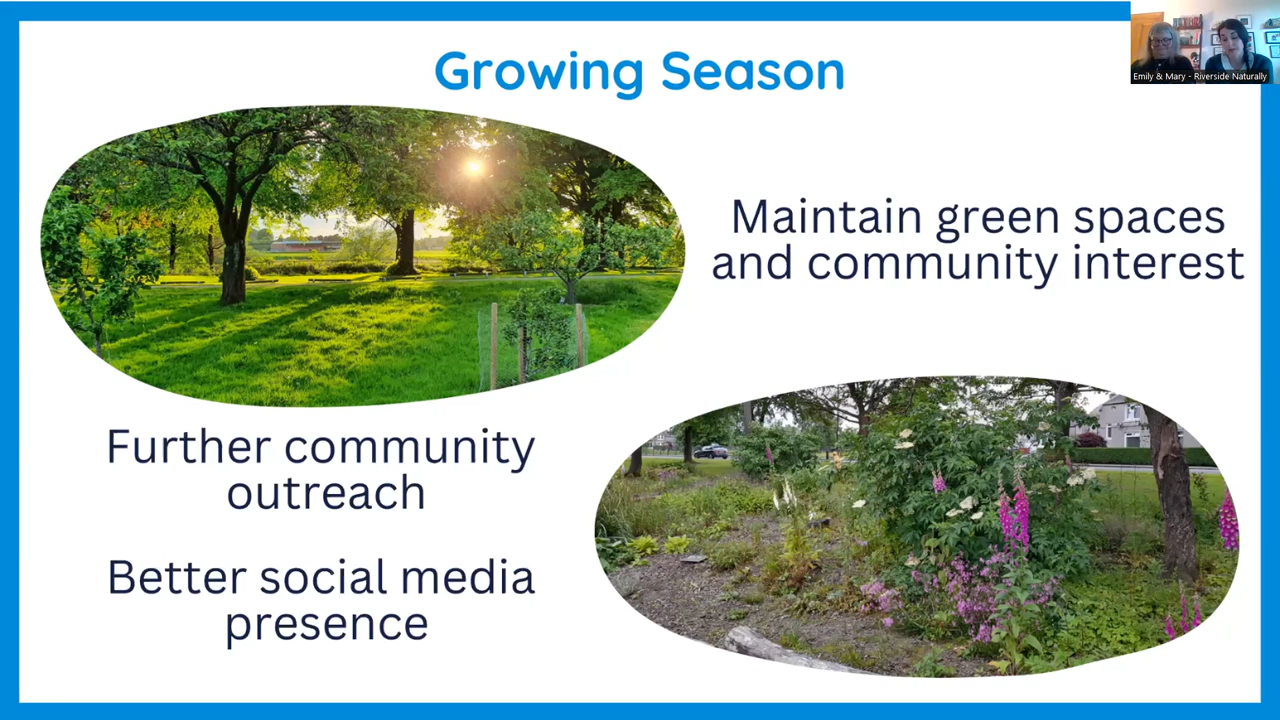 Growing Season
Emily & Mary - Riverside Naturally
Maintain green spaces
and community interest
Further community
outreach
Better social media
presence